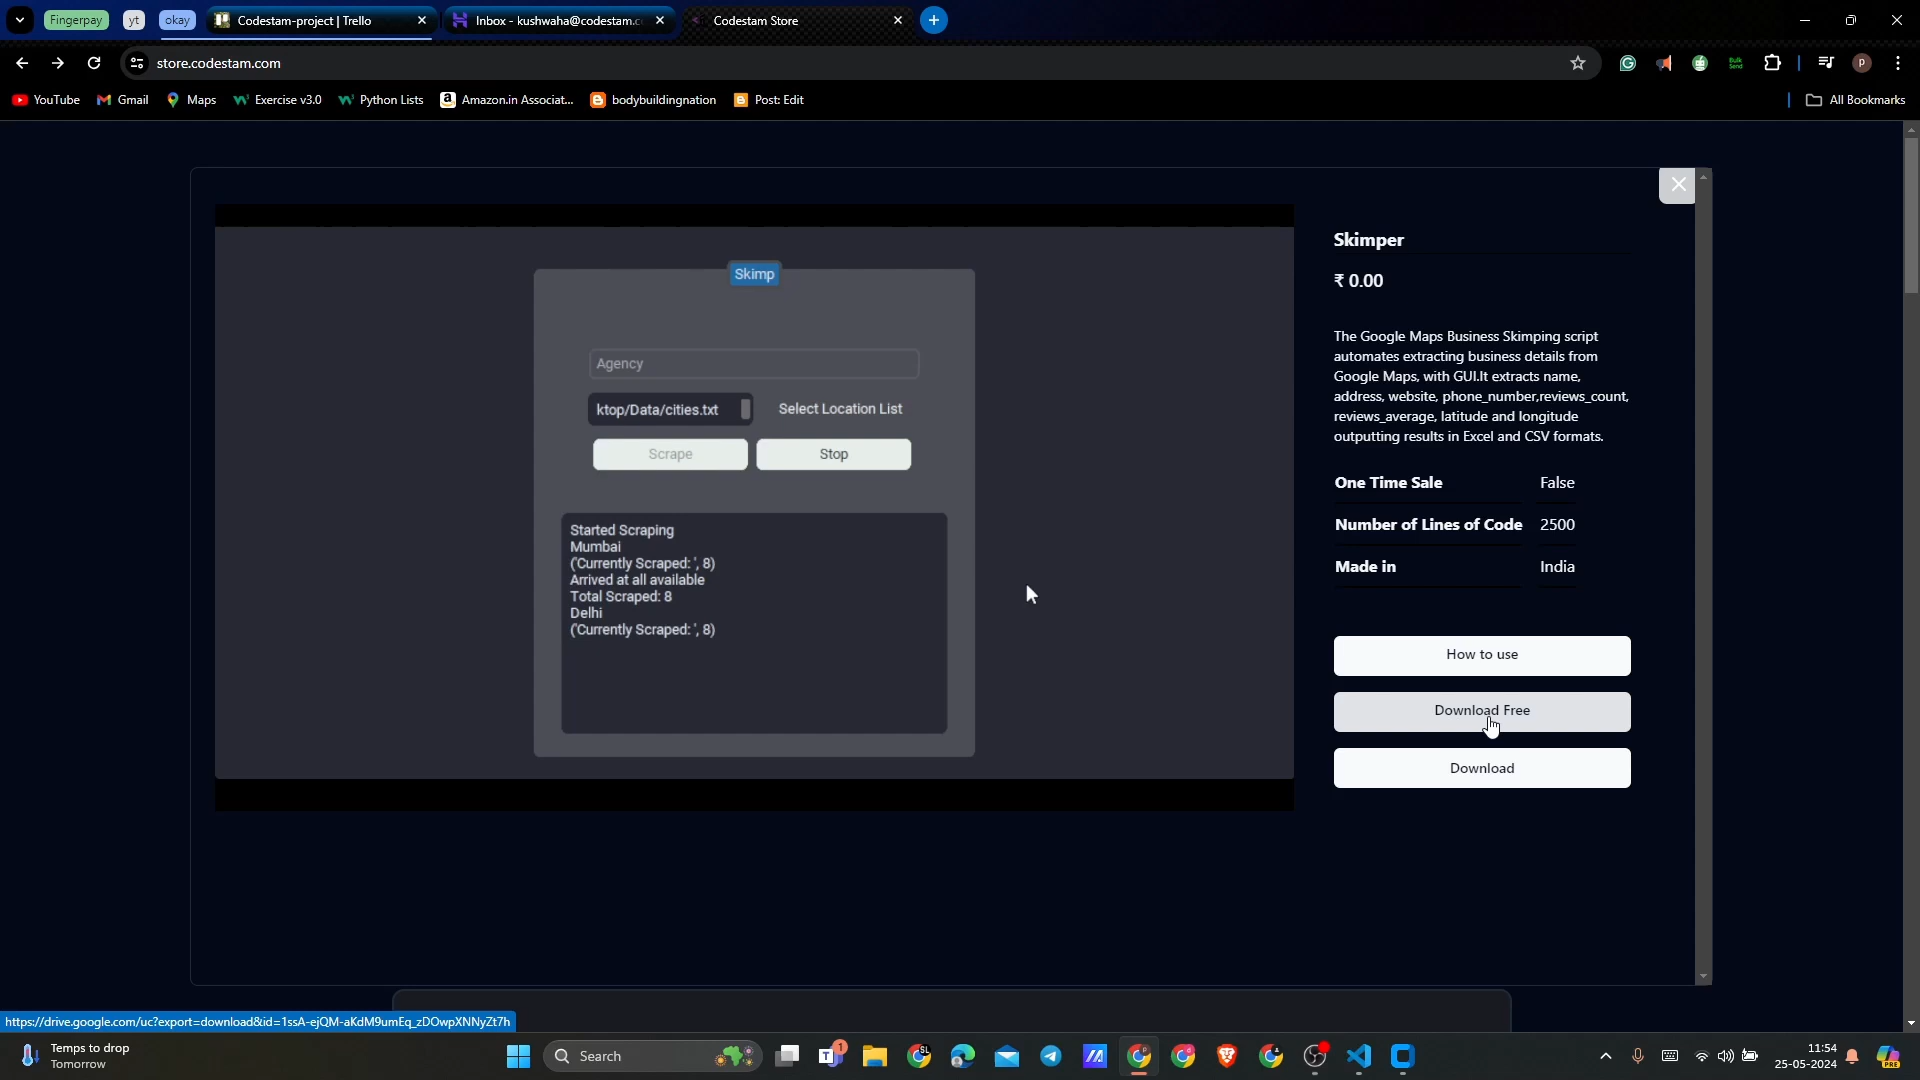 Fingerpay
yt
okay
Codestam-project | Trello
Inbox - kushwaha@codestam.c
Codestam Store
store.codestam.com
YouTube
Gmail
Maps
Exercise v3.0
Python Lists
Amazon.in Associat...
bodybuildingnation
Post: Edit
All Bookmarks
Skimp
Agency
ktop/Data/cities.txt
Select Location List
Scrape
Stop
Started Scraping
Mumbai
('Currently Scraped: ', 8)
Arrived at all available
Total Scraped: 8
Delhi
('Currently Scraped: ', 8)
Skimper
₹ 0.00
The Google Maps Business Skimping script
automates extracting business details from
Google Maps, with GUI.It extracts name,
address, website, phone_number,reviews_count,
reviews_average, latitude and longitude
outputting results in Excel and CSV formats.
One Time Sale False
Number of Lines of Code 2500
Made in India
How to use
Download Free
Download
https://drive.google.com/uc?export=download&id=1ssA-ejQM-aKdM9umEq_zDOwpXNNyZt7h
Temps to drop
Tomorrow
Search
11:54
25-05-2024